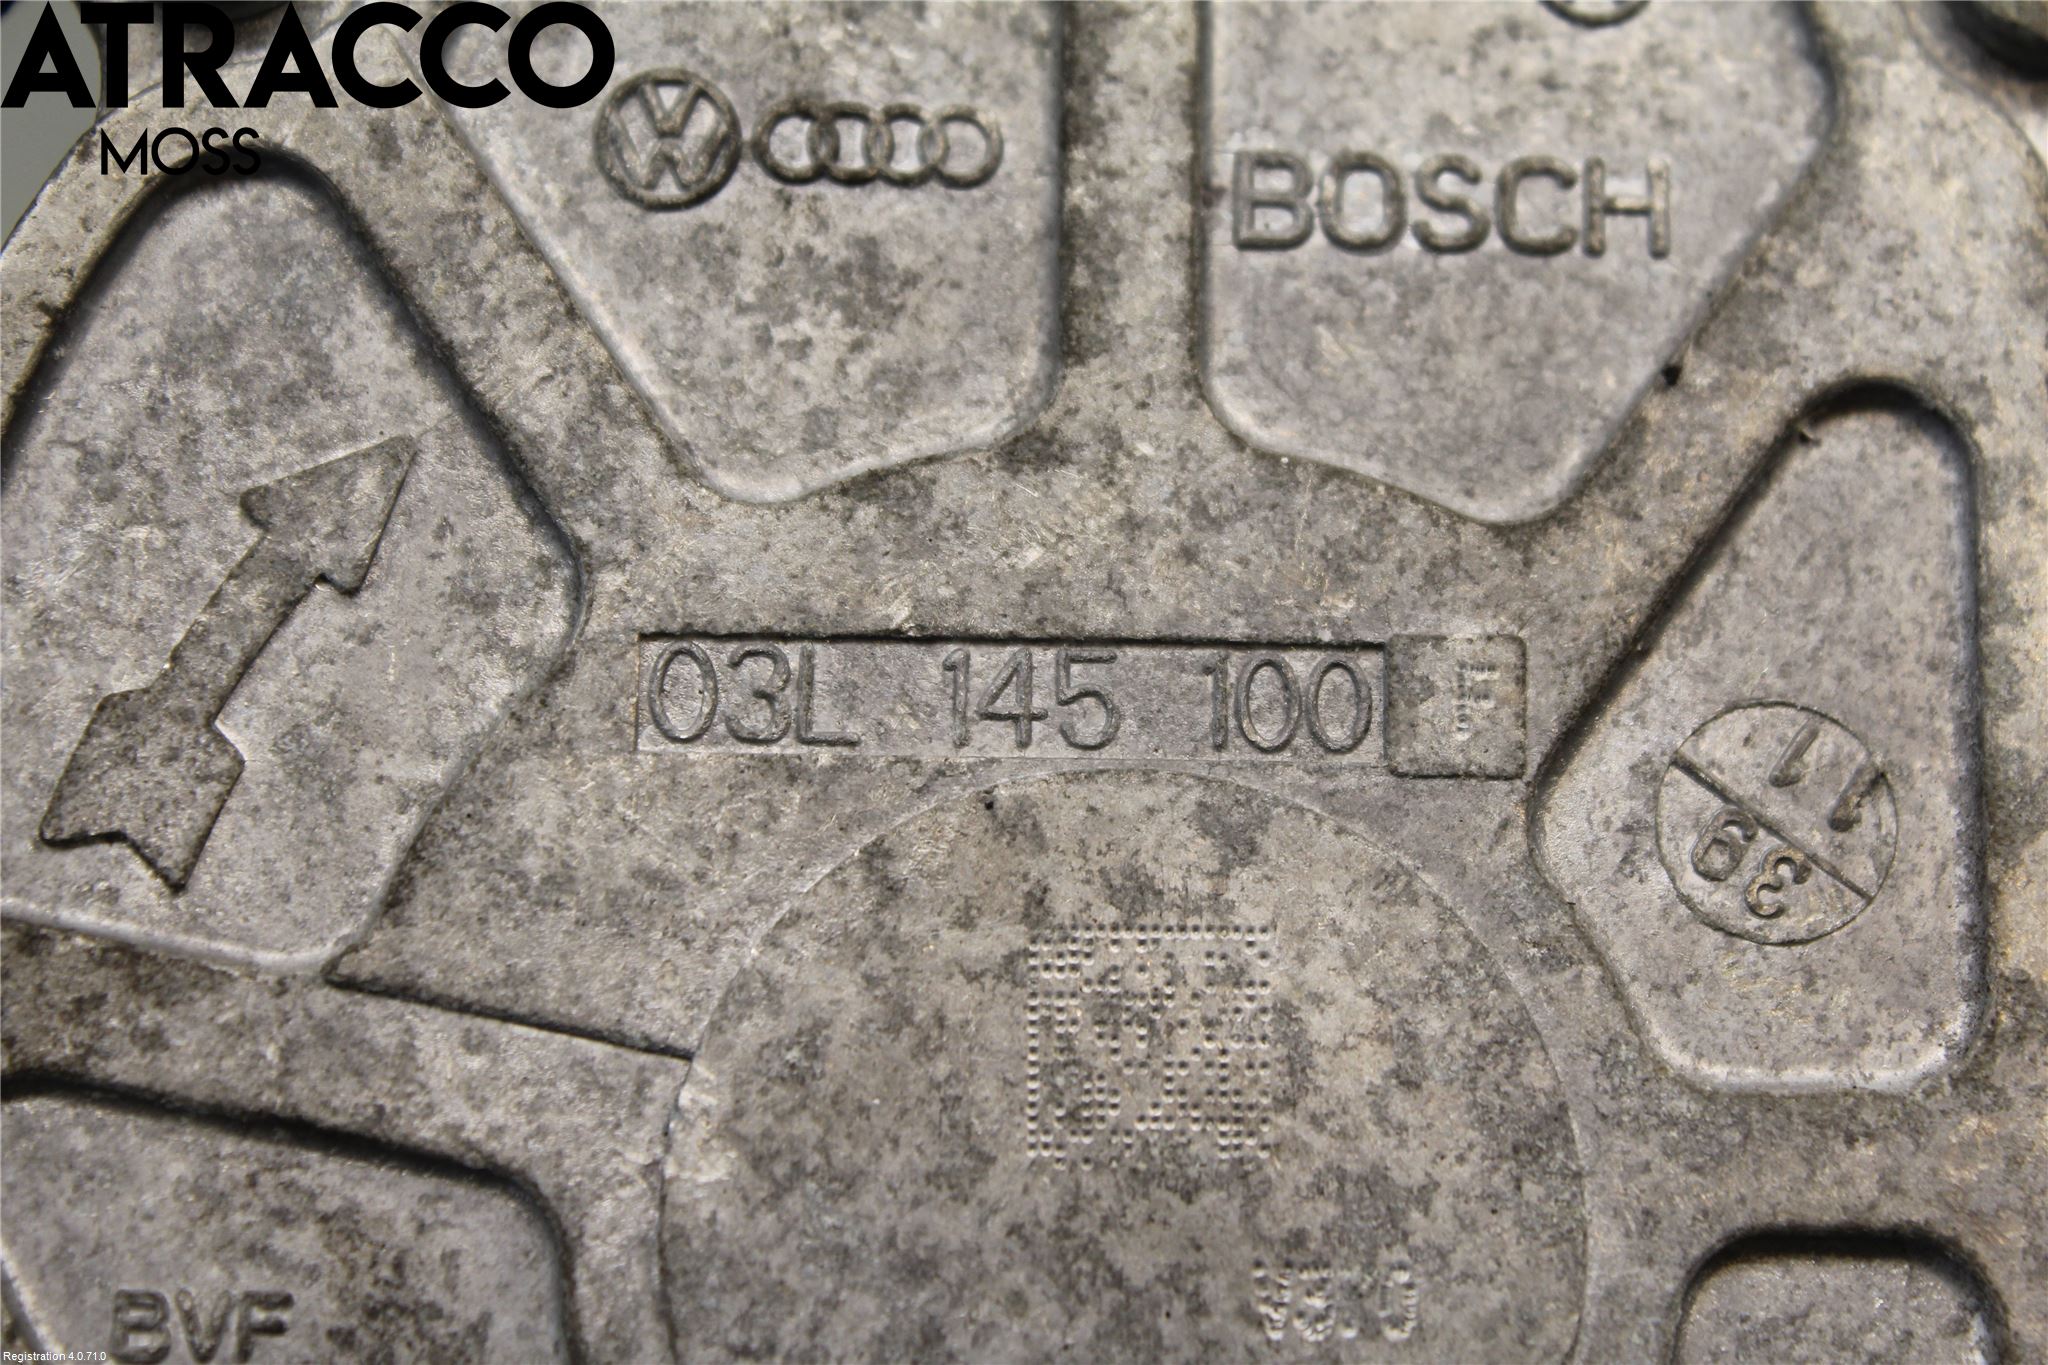 ATRACCO
MOSS
BOSCH
03L 145 100
11
39
BVF
Registration 4.0.71.0